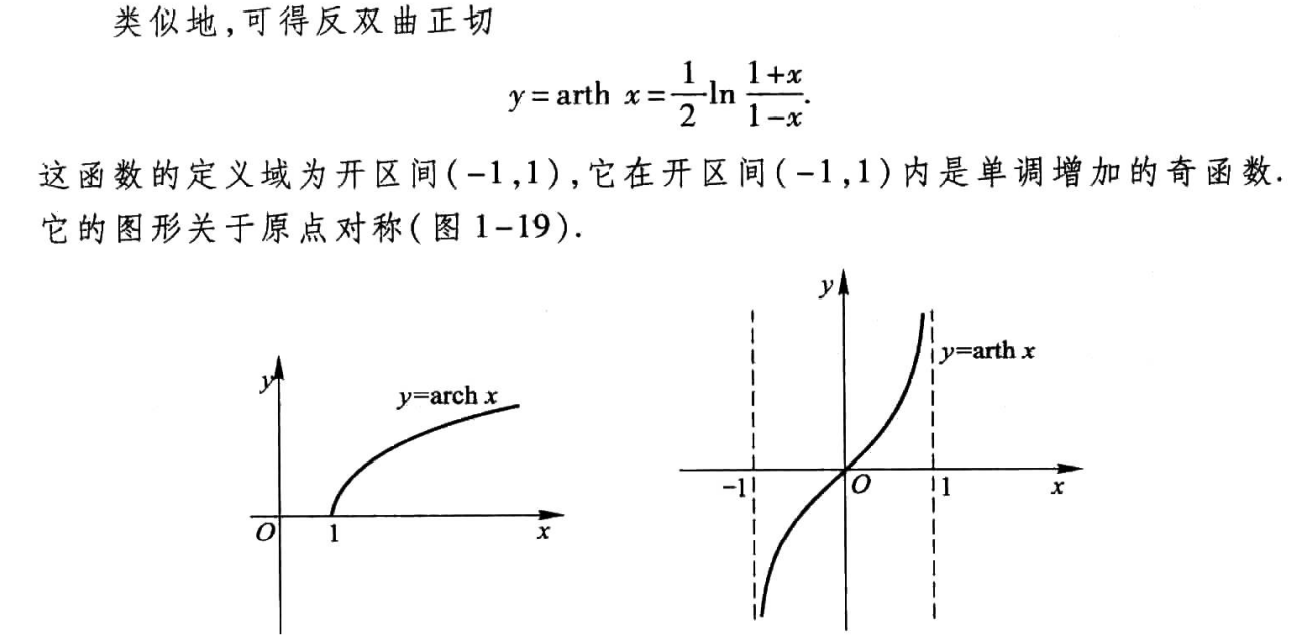 类似地,可得反双曲正切
y = arth x = \frac{1}{2} ln \frac{1+x}{1-x}.
这函数的定义域为开区间(-1,1),它在开区间(-1,1)内是单调增加的奇函数.
它的图形关于原点对称(图 1-19).
y
y=arch x
O
1
x
y
y=arth x
-1
O
1
x